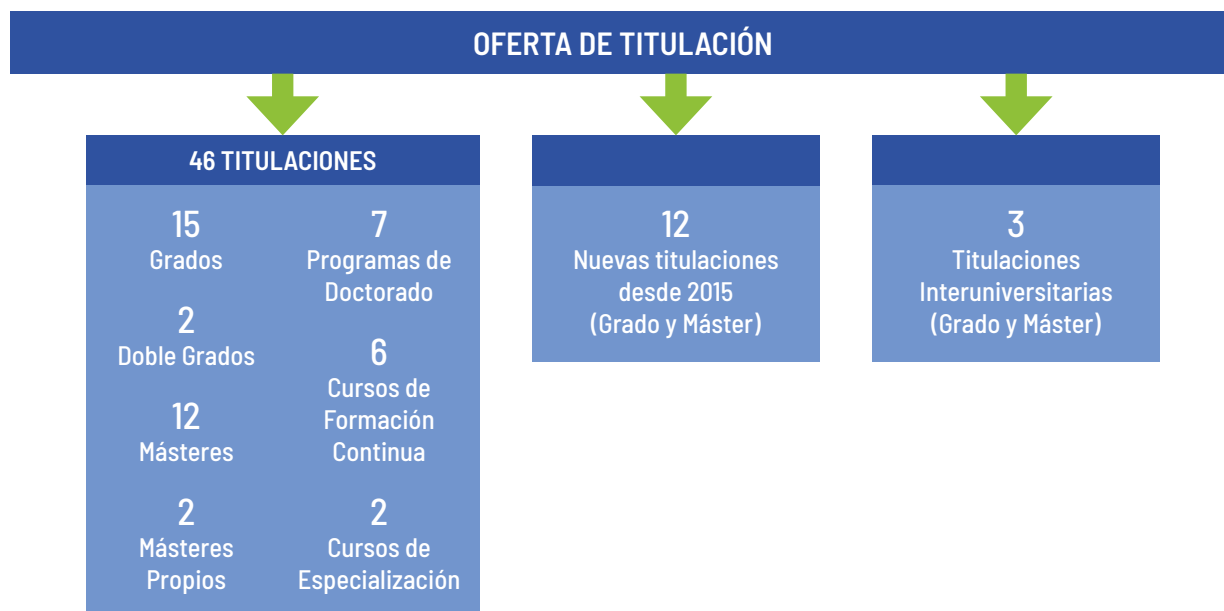 OFERTA DE TITULACIÓN
46 TITULACIONES
15
Grados
2
Doble Grados
12
Másteres
2
Másteres
Propios
7
Programas de
Doctorado
6
Cursos de
Formación
Continua
2
Cursos de
Especialización
12
Nuevas titulaciones
desde 2015
(Grado y Máster)
3
Titulaciones
Interuniversitarias
(Grado y Máster)